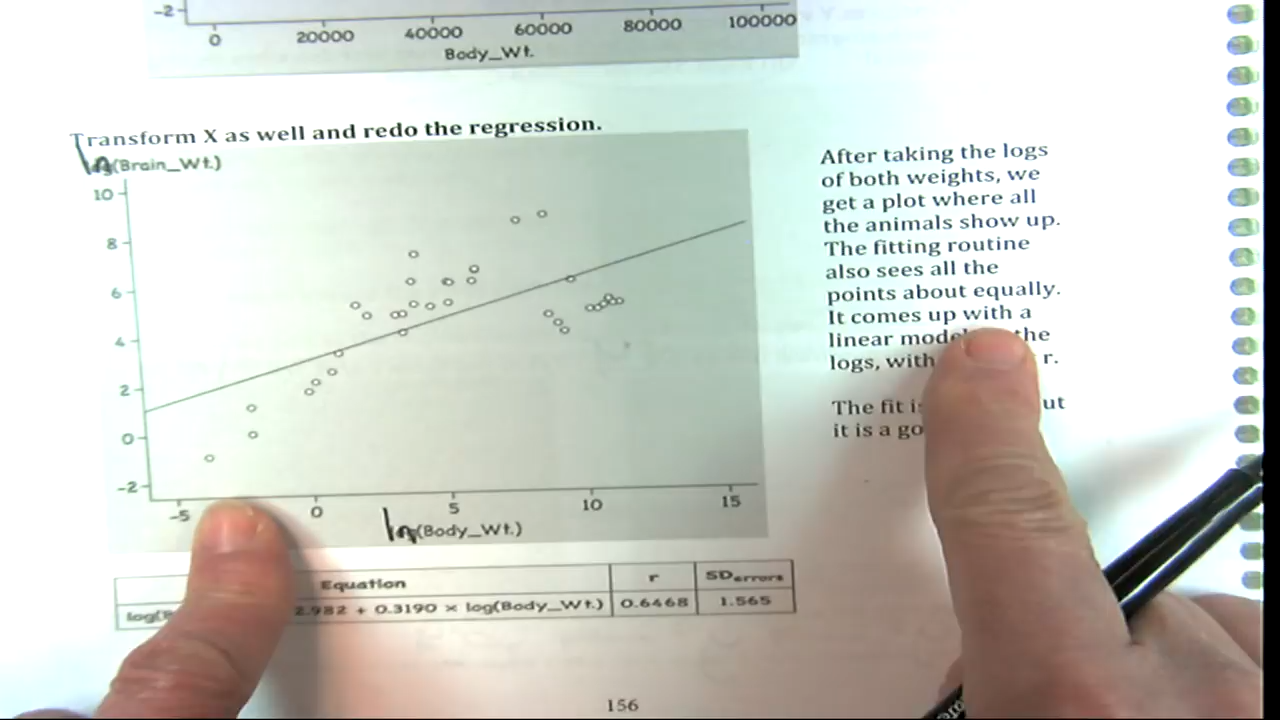 -2
0 20000 40000 60000 80000 100000
Body_Wt.
Transform X as well and redo the regression.
ln(Brain_Wt.)
10
8
6
4
2
0
-2
-5 0 5 10 15
ln(Body_Wt.)
Equation r SDerrors
2.982 + 0.3190 × log(Body_Wt.) 0.6468 1.565
After taking the logs
of both weights, we
get a plot where all
the animals show up.
The fitting routine
also sees all the
points about equally.
It comes up with a
linear
logs, with r.
The fit
it is a
156